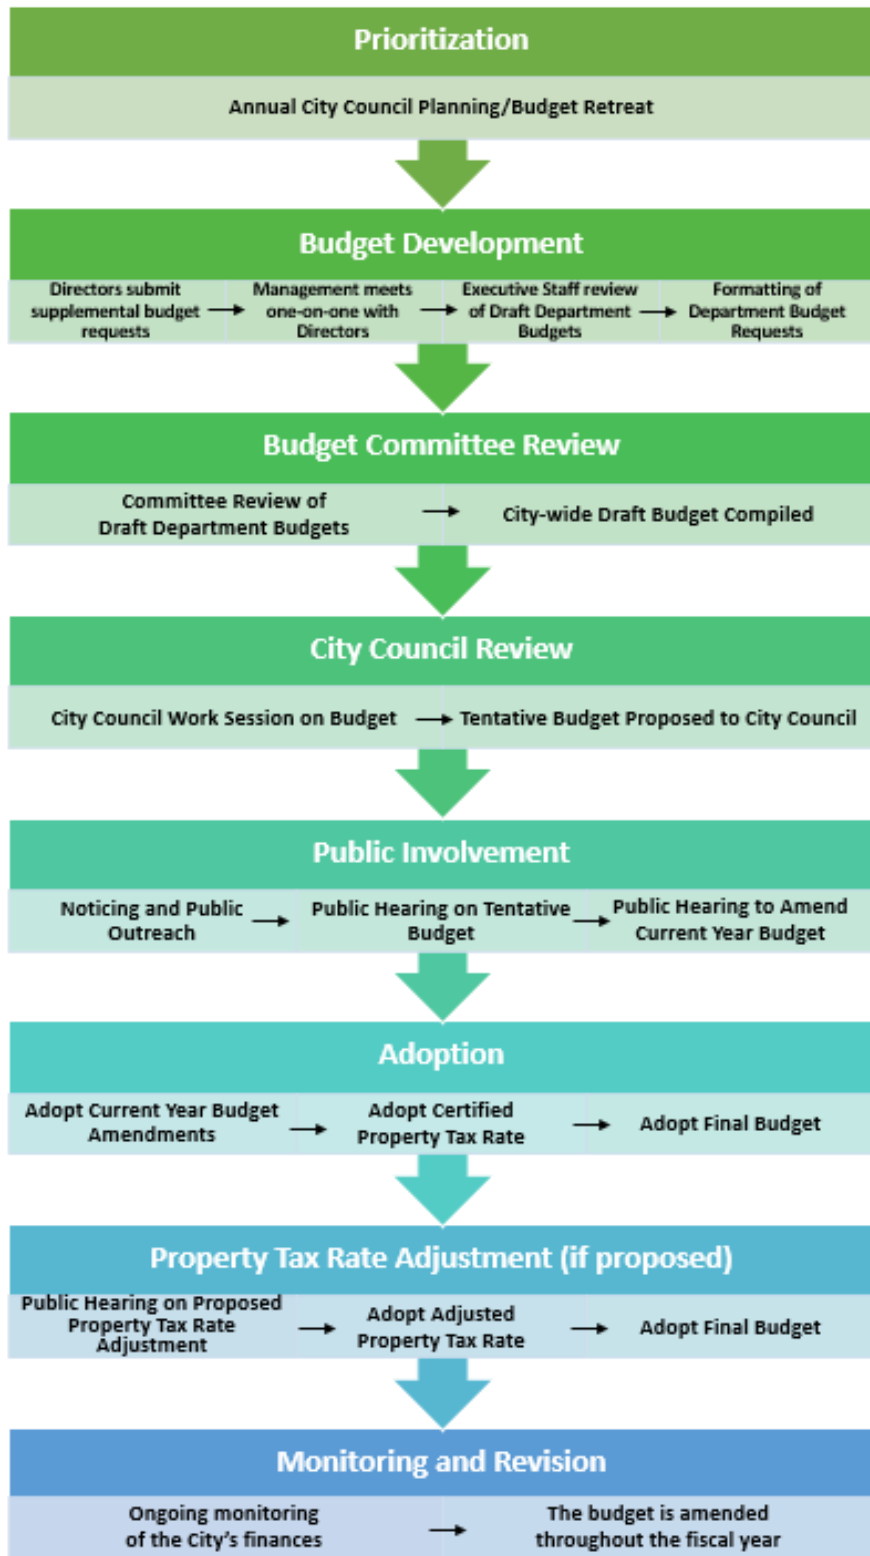 Prioritization
Annual City Council Planning/Budget Retreat
Budget Development
Directors submit
supplemental budget
requests
Management meets
one-on-one with
Directors
Executive Staff review
of Draft Department
Budgets
Formatting of
Department Budget
Requests
Budget Committee Review
Committee Review of
Draft Department Budgets
City-wide Draft Budget Compiled
City Council Review
City Council Work Session on Budget
Tentative Budget Proposed to City Council
Public Involvement
Noticing and Public
Outreach
Public Hearing on Tentative
Budget
Public Hearing to Amend
Current Year Budget
Adoption
Adopt Current Year Budget
Amendments
Adopt Certified
Property Tax Rate
Adopt Final Budget
Property Tax Rate Adjustment (if proposed)
Public Hearing on Proposed
Property Tax Rate
Adjustment
Adopt Adjusted
Property Tax Rate
Adopt Final Budget
Monitoring and Revision
Ongoing monitoring
of the City's finances
The budget is amended
throughout the fiscal year